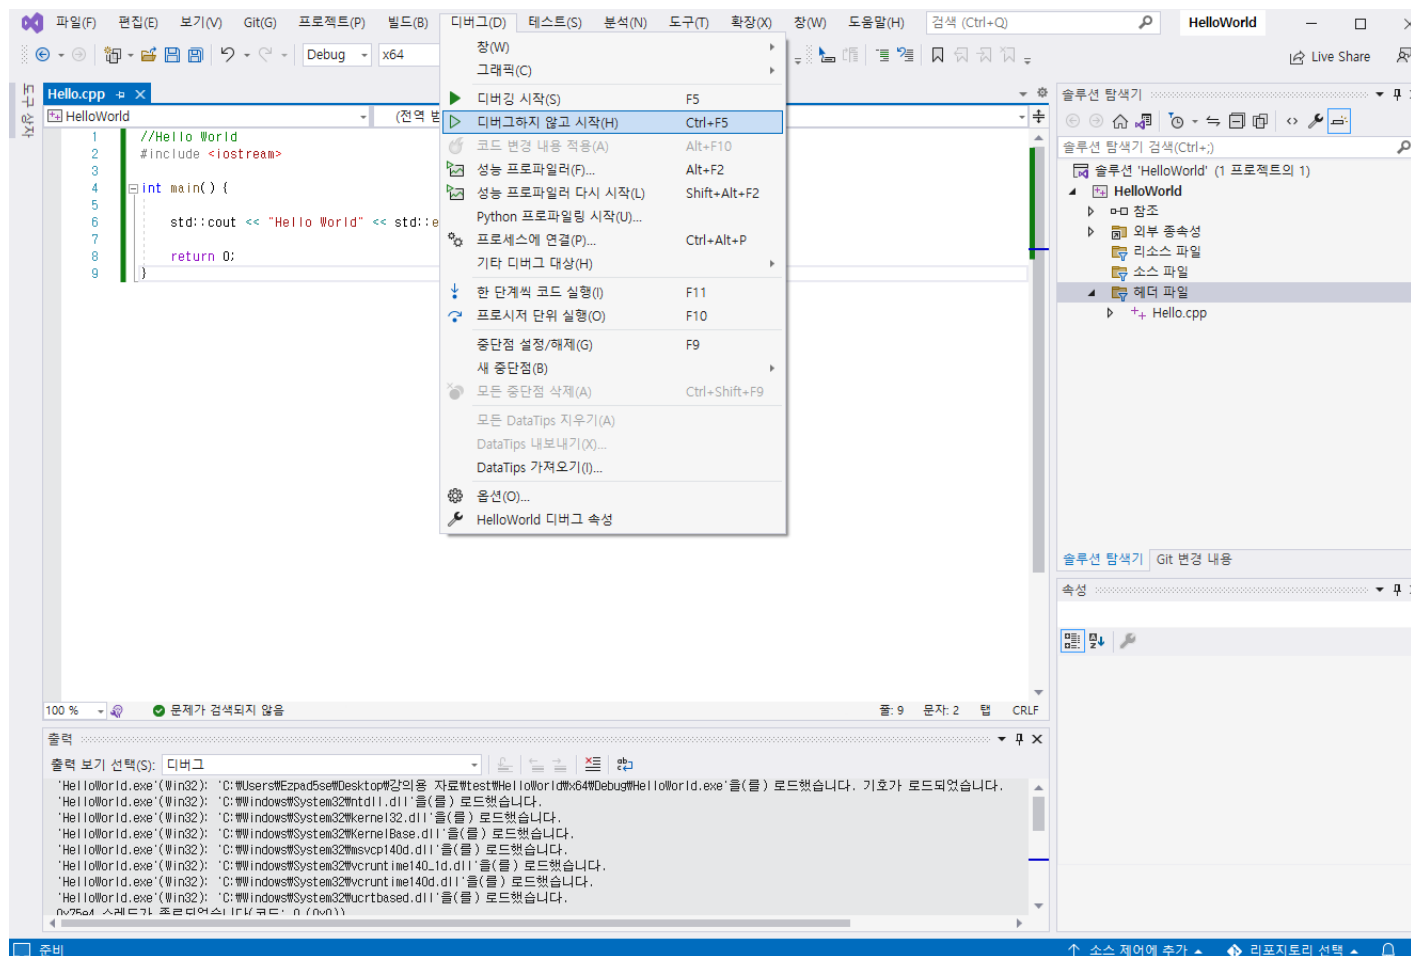 파일(F) 편집(E) 보기(V) Git(G) 프로젝트(P) 빌드(B) 디버그(D) 테스트(S) 분석(N) 도구(T) 확장(X) 창(W) 도움말(H) 검색 (Ctrl+Q) HelloWorld
Debug x64 Live Share
도구 상자
Hello.cpp
HelloWorld (전역 범
1 //Hello World
2 #include <iostream>
3
4 int main() {
5
6 std::cout << "Hello World" << std::e
7
8 return 0;
9 }
창(W)
그래픽(C)
디버깅 시작(S) F5
디버그하지 않고 시작(H) Ctrl+F5
코드 변경 내용 적용(A) Alt+F10
성능 프로파일러(F)... Alt+F2
성능 프로파일러 다시 시작(L) Shift+Alt+F2
Python 프로파일링 시작(U)...
프로세스에 연결(P)... Ctrl+Alt+P
기타 디버그 대상(H)
한 단계씩 코드 실행(I) F11
프로시저 단위 실행(O) F10
중단점 설정/해제(G) F9
새 중단점(B)
모든 중단점 삭제(A) Ctrl+Shift+F9
모든 DataTips 지우기(A)
DataTips 내보내기(X)...
DataTips 가져오기(I)...
옵션(O)...
HelloWorld 디버그 속성
솔루션 탐색기
솔루션 탐색기 검색(Ctrl+;)
솔루션 'HelloWorld' (1 프로젝트의 1)
HelloWorld
참조
외부 종속성
리소스 파일
소스 파일
헤더 파일
Hello.cpp
솔루션 탐색기 Git 변경 내용
속성
100 % 문제가 검색되지 않음 줄: 9 문자: 2 탭 CRLF
출력
출력 보기 선택(S): 디버그
'HelloWorld.exe'(Win32): 'C:₩Users₩Ezpad5se₩Desktop₩강의용 자료₩test₩HelloWorld₩x64₩Debug₩HelloWorld.exe'을(를) 로드했습니다. 기호가 로드되었습니다.
'HelloWorld.exe'(Win32): 'C:₩Windows₩System32₩ntdll.dll'을(를) 로드했습니다.
'HelloWorld.exe'(Win32): 'C:₩Windows₩System32₩kernel32.dll'을(를) 로드했습니다.
'HelloWorld.exe'(Win32): 'C:₩Windows₩System32₩KernelBase.dll'을(를) 로드했습니다.
'HelloWorld.exe'(Win32): 'C:₩Windows₩System32₩msvcp140d.dll'을(를) 로드했습니다.
'HelloWorld.exe'(Win32): 'C:₩Windows₩System32₩vcruntime140_1d.dll'을(를) 로드했습니다.
'HelloWorld.exe'(Win32): 'C:₩Windows₩System32₩vcruntime140d.dll'을(를) 로드했습니다.
'HelloWorld.exe'(Win32): 'C:₩Windows₩System32₩ucrtbased.dll'을(를) 로드했습니다.
0x75e4 스레드가 종료되었습니다(코드: 0 (0x0))
준비 소스 제어에 추가 리포지토리 선택